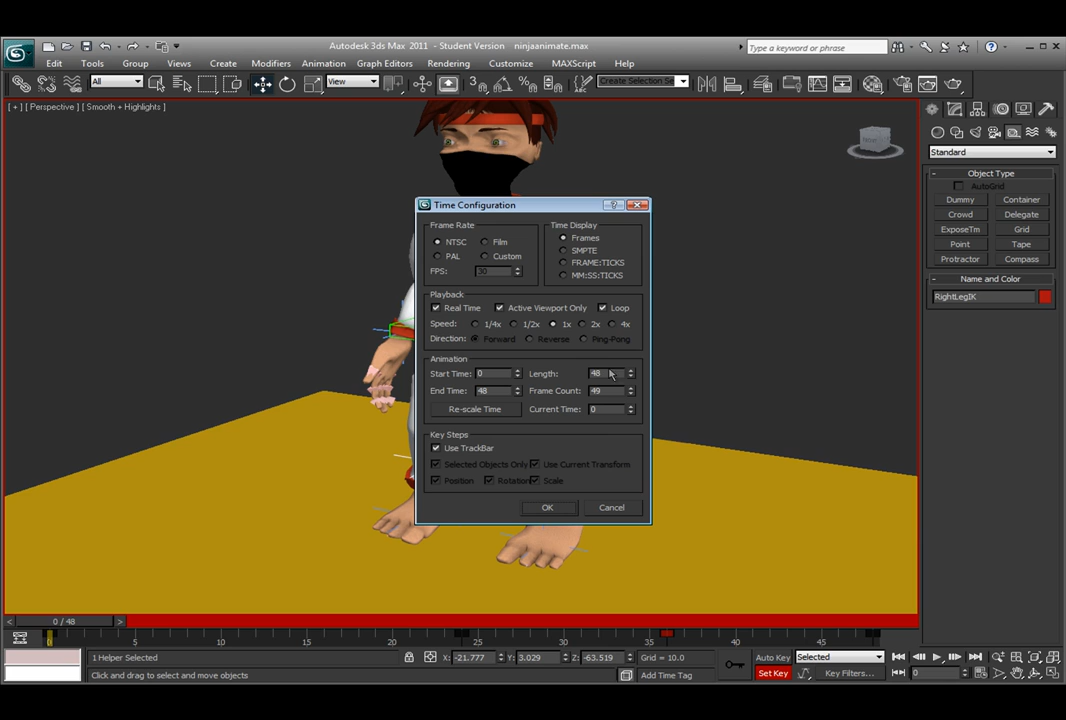 Autodesk 3ds Max 2011 - Student Version ninjaanimate.max
Type a keyword or phrase
Edit Tools Group Views Create Modifiers Animation Graph Editors Rendering Customize MAXScript Help
All View Create Selection Se
[ + ] [ Perspective ] [ Smooth + Highlights ]
Standard
Object Type
AutoGrid
Dummy Container
Crowd Delegate
ExposeTm Grid
Point Tape
Protractor Compass
Name and Color
RightLegIK
Time Configuration
Frame Rate Time Display
NTSC Film Frames
PAL Custom SMPTE
FPS: 30 FRAME:TICKS
MM:SS:TICKS
Playback
Real Time Active Viewport Only Loop
Speed: 1/4x 1/2x 1x 2x 4x
Direction: Forward Reverse Ping-Pong
Animation
Start Time: 0 Length: 48
End Time: 48 Frame Count: 49
Re-scale Time Current Time: 0
Key Steps
Use TrackBar
Selected Objects Only Use Current Transform
Position Rotation Scale
OK Cancel
< 0 / 48 >
0 5 10 15 20 25 30 35 40 45
1 Helper Selected X: -21.777 Y: 3.029 Z: -63.519 Grid = 10.0 Auto Key Selected
Click and drag to select and move objects Add Time Tag Set Key Key Filters... 0